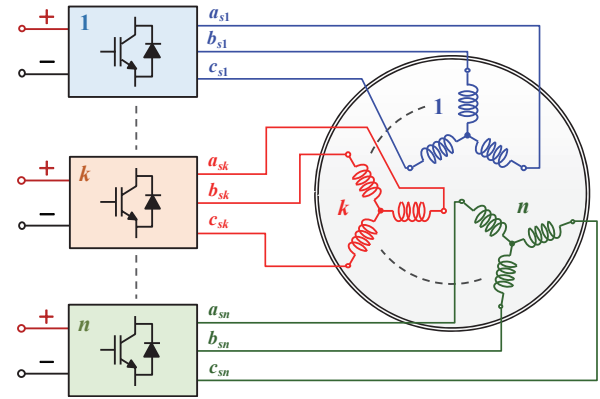 + 1 a_s1
b_s1
− c_s1
1
+ k a_sk
b_sk
− c_sk
k
n
+ n a_sn
b_sn
− c_sn